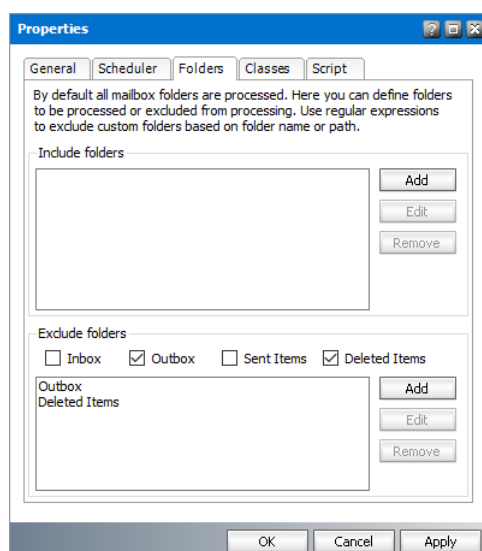 Properties
General Scheduler Folders Classes Script
By default all mailbox folders are processed. Here you can define folders
to be processed or excluded from processing. Use regular expressions
to exclude custom folders based on folder name or path.
Include folders
Add
Edit
Remove
Exclude folders
Inbox Outbox Sent Items Deleted Items
Outbox
Deleted Items
Add
Edit
Remove
OK Cancel Apply